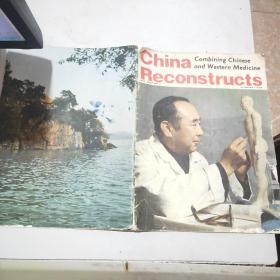 China
Combining Chinese
and Western Medicine
Reconstructs